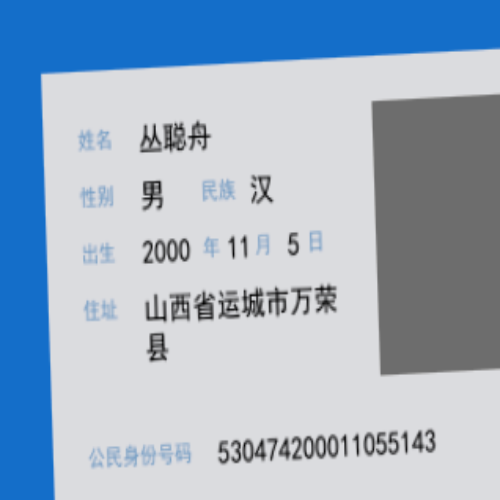 姓名 丛聪舟
性别 男 民族 汉
出生 2000 年 11 月 5 日
住址 山西省运城市万荣
县
公民身份号码 530474200011055143